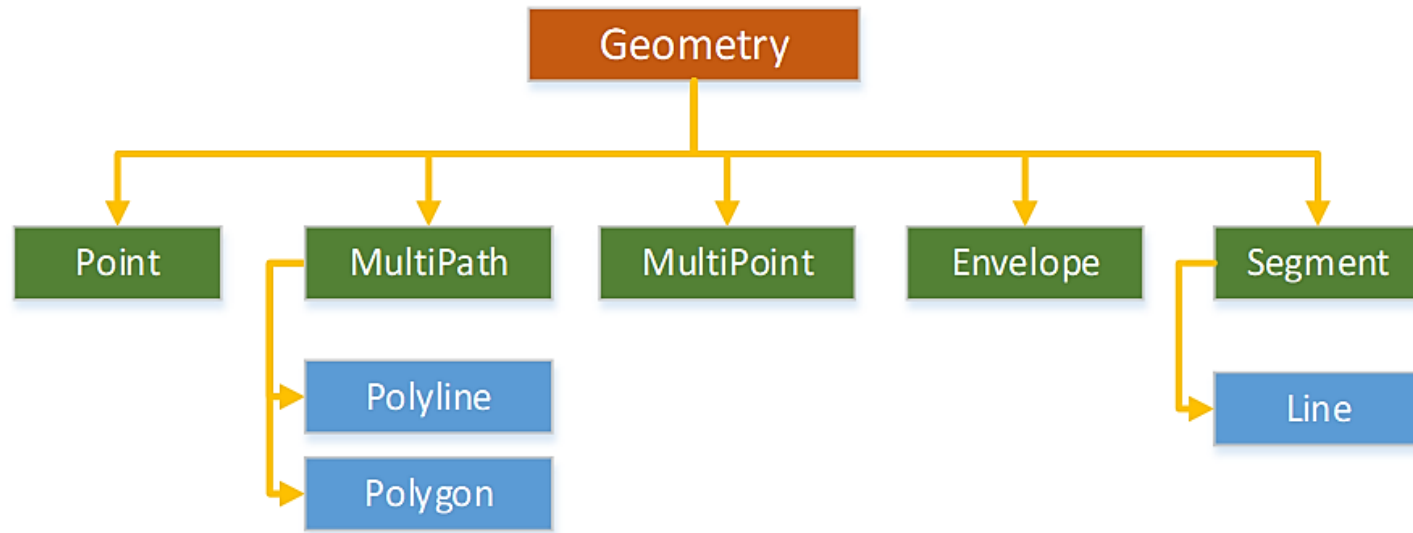 Geometry
Point
MultiPath
MultiPoint
Envelope
Segment
Polyline
Line
Polygon